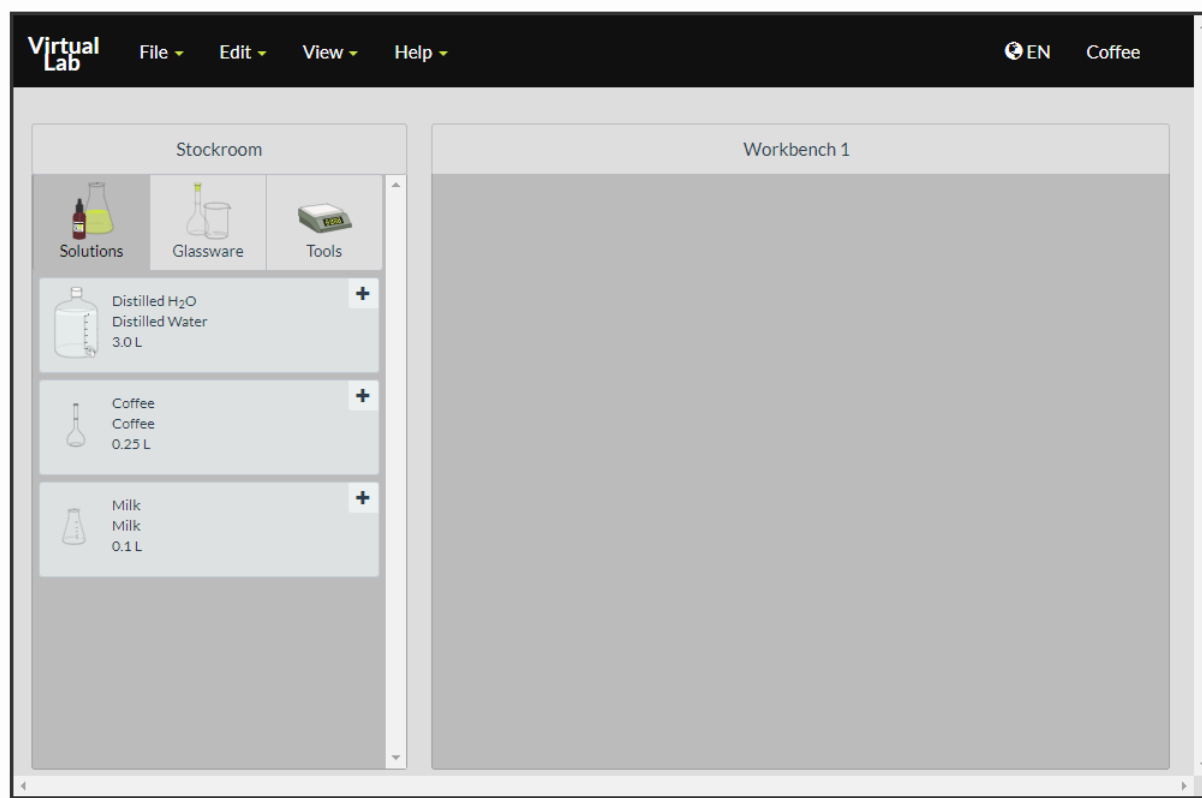 Virtual Lab
File Edit View Help EN Coffee
Stockroom
Workbench 1
Solutions Glassware Tools
Distilled H₂O
Distilled Water
3.0 L
Coffee
Coffee
0.25 L
Milk
Milk
0.1 L